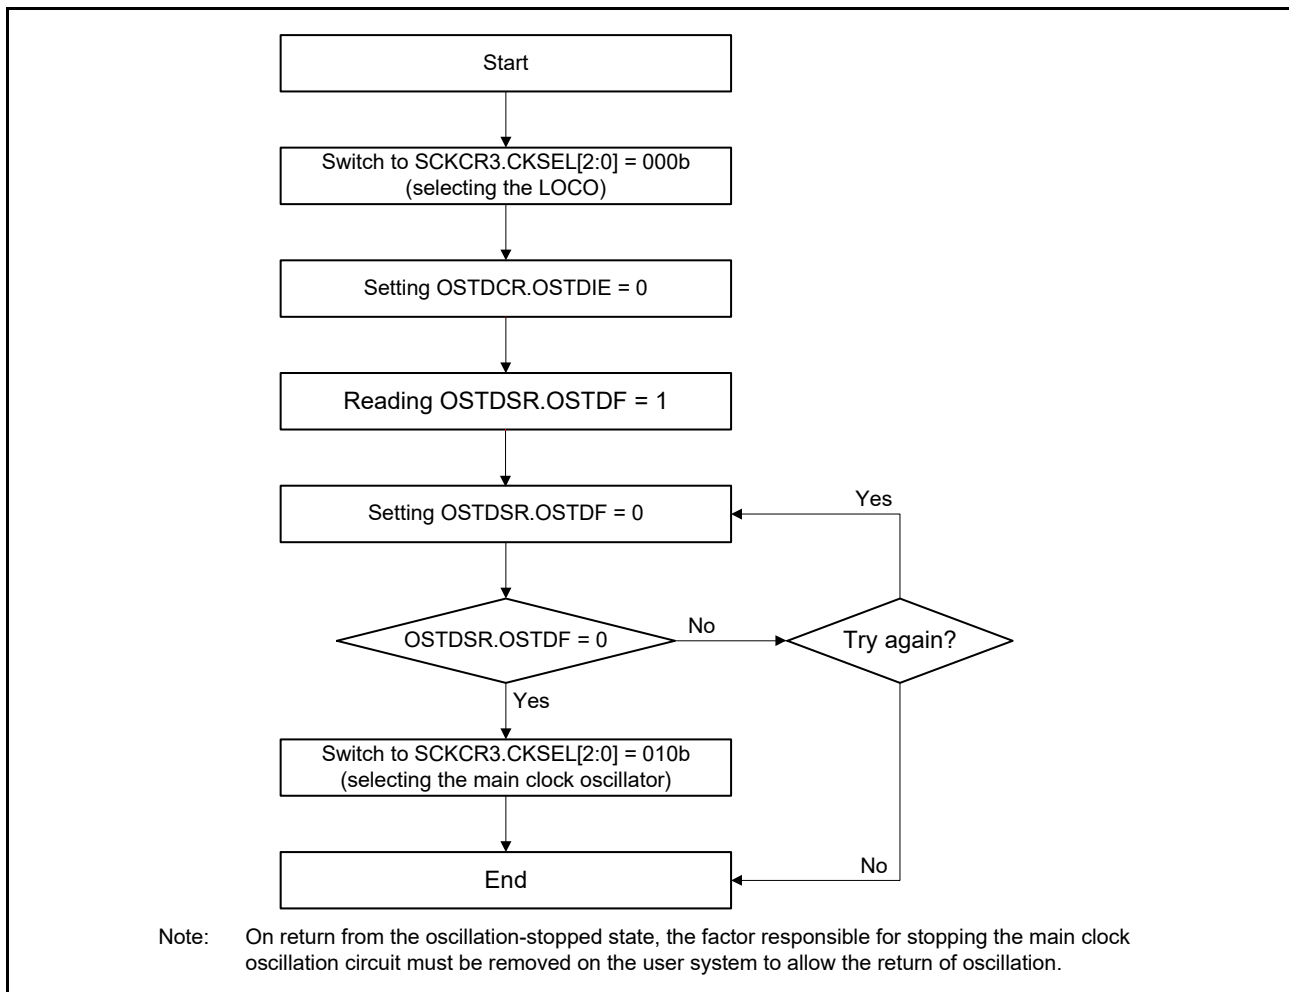 Start
Switch to SCKCR3.CKSEL[2:0] = 000b
(selecting the LOCO)
Setting OSTDCR.OSTDIE = 0
Reading OSTDSR.OSTDF = 1
Setting OSTDSR.OSTDF = 0
Yes
OSTDSR.OSTDF = 0
No
Try again?
Yes
Switch to SCKCR3.CKSEL[2:0] = 010b
(selecting the main clock oscillator)
No
End
Note: On return from the oscillation-stopped state, the factor responsible for stopping the main clock
oscillation circuit must be removed on the user system to allow the return of oscillation.